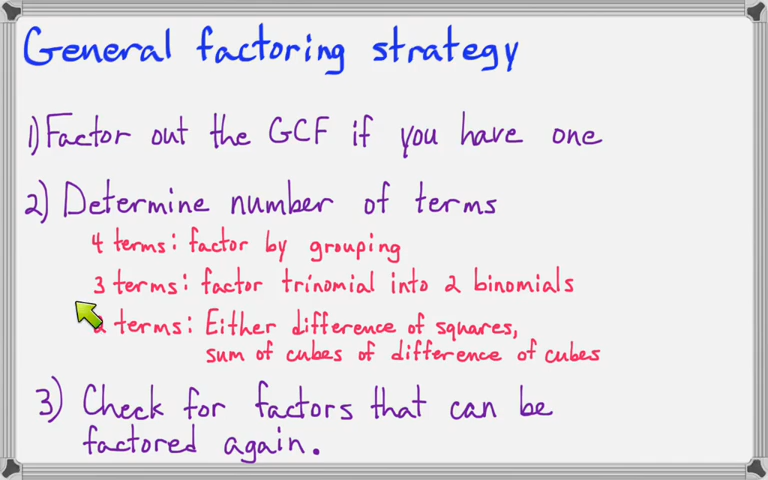 General factoring strategy
1) Factor out the GCF if you have one
2) Determine number of terms
4 terms: factor by grouping
3 terms: factor trinomial into 2 binomials
2 terms: Either difference of squares,
sum of cubes of difference of cubes
3) Check for factors that can be
factored again.